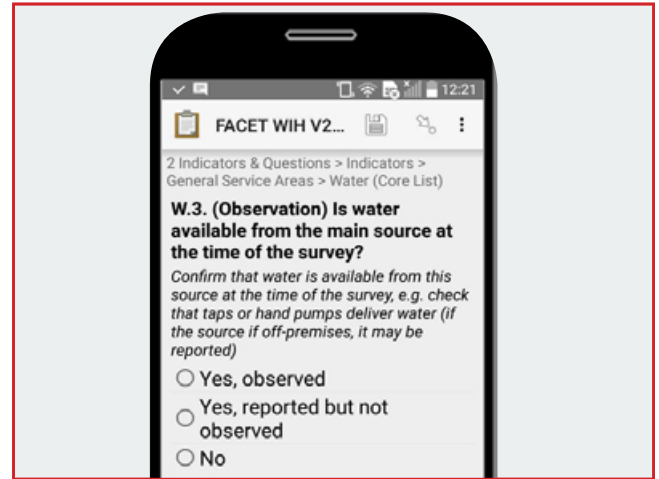 12:21
FACET WIH V2...
2 Indicators & Questions > Indicators >
General Service Areas > Water (Core List)
W.3. (Observation) Is water
available from the main source at
the time of the survey?
Confirm that water is available from this
source at the time of the survey, e.g. check
that taps or hand pumps deliver water (if
the source if off-premises, it may be
reported)
Yes, observed
Yes, reported but not
observed
No